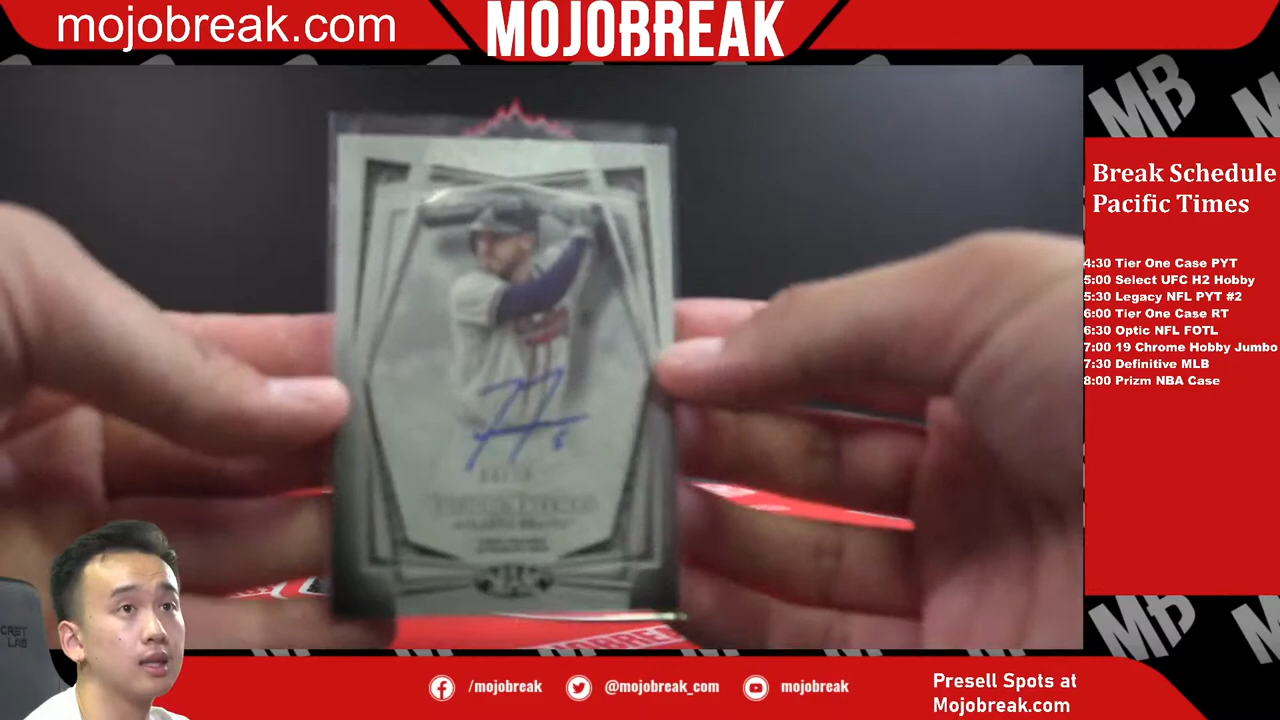 mojobreak.com
MOJOBREAK
MB
Break Schedule
Pacific Times
4:30 Tier One Case PYT
5:00 Select UFC H2 Hobby
5:30 Legacy NFL PYT #2
6:00 Tier One Case RT
6:30 Optic NFL FOTL
7:00 19 Chrome Hobby Jumbo
7:30 Definitive MLB
8:00 Prizm NBA Case
MOJOBREAK
MB
/mojobreak
@mojobreak_com
mojobreak
Presell Spots at
Mojobreak.com